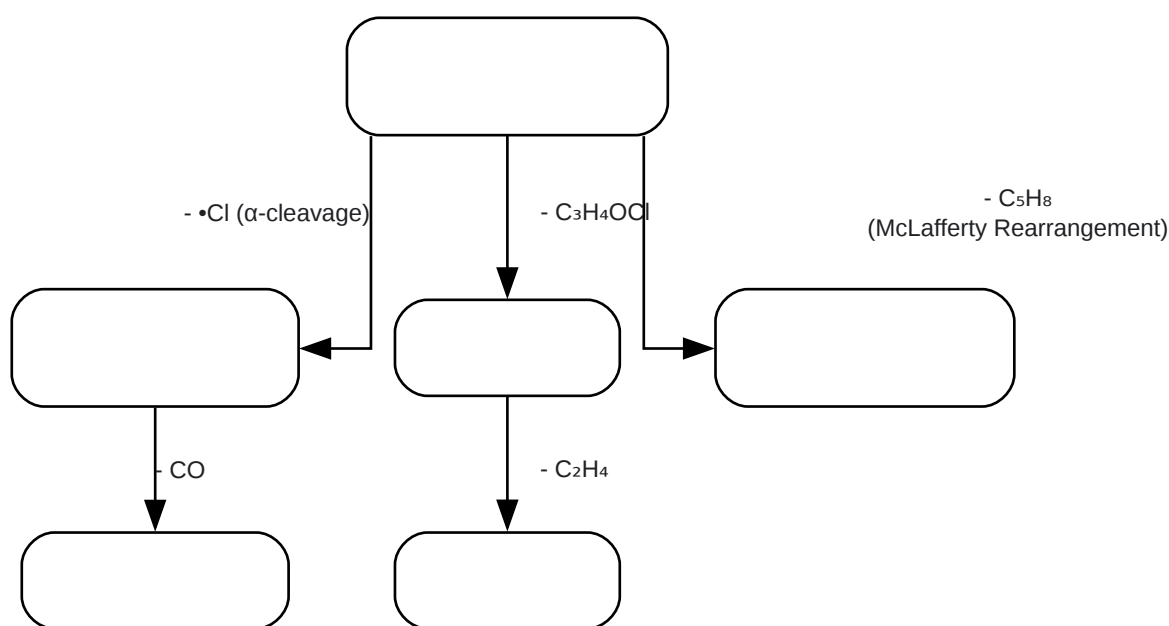 - •Cl (α-cleavage)
- C₃H₄OCl
- C₅H₈
(McLafferty Rearrangement)
- CO
- C₂H₄